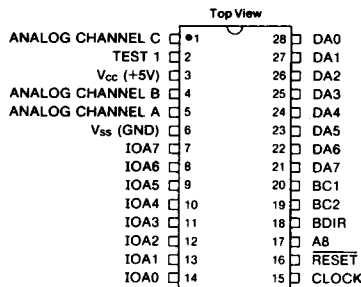 Top View
ANALOG CHANNEL C 1 28 DA0
TEST 1 2 27 DA1
Vcc (+5V) 3 26 DA2
ANALOG CHANNEL B 4 25 DA3
ANALOG CHANNEL A 5 24 DA4
Vss (GND) 6 23 DA5
IOA7 7 22 DA6
IOA6 8 21 DA7
IOA5 9 20 BC1
IOA4 10 19 BC2
IOA3 11 18 BDIR
IOA2 12 17 A8
IOA1 13 16 RESET
IOA0 14 15 CLOCK